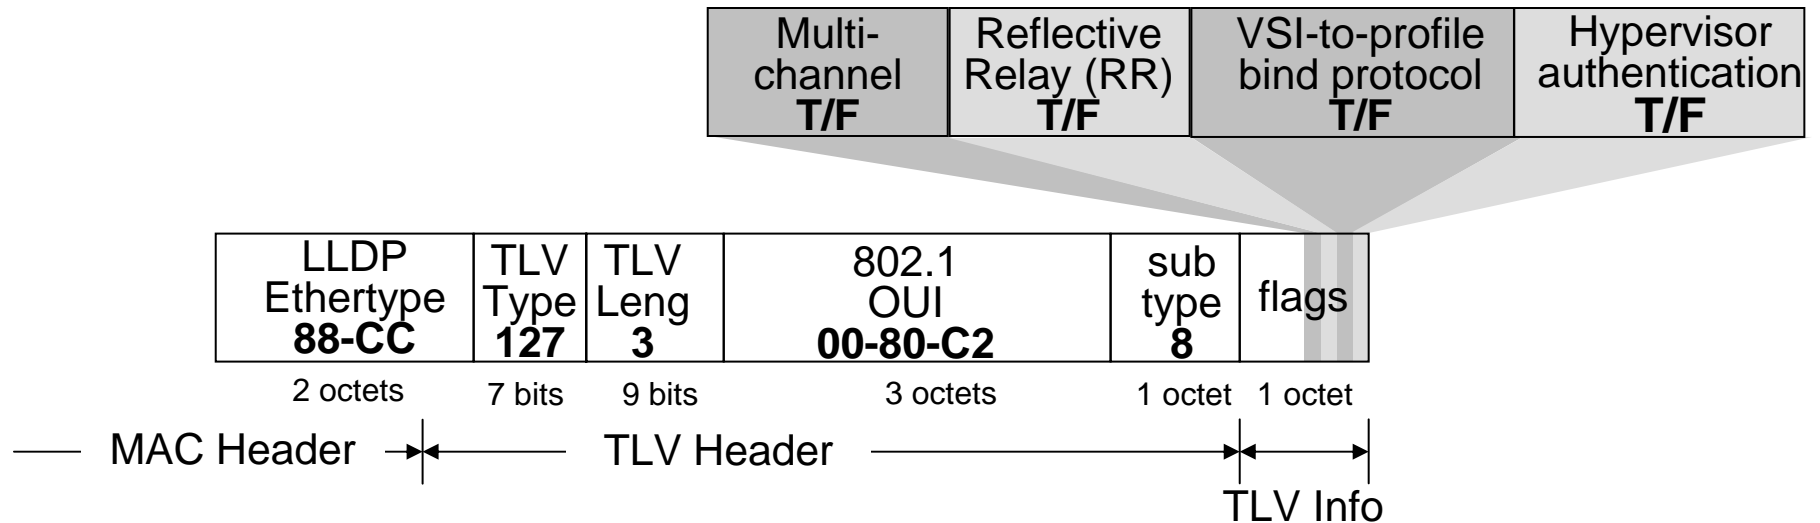 Multi-
channel
T/F
Reflective
Relay (RR)
T/F
VSI-to-profile
bind protocol
T/F
Hypervisor
authentication
T/F
LLDP
Ethertype
88-CC
TLV
Type
127
TLV
Leng
3
802.1
OUI
00-80-C2
sub
type
8
flags
2 octets
7 bits
9 bits
3 octets
1 octet
1 octet
MAC Header
TLV Header
TLV Info